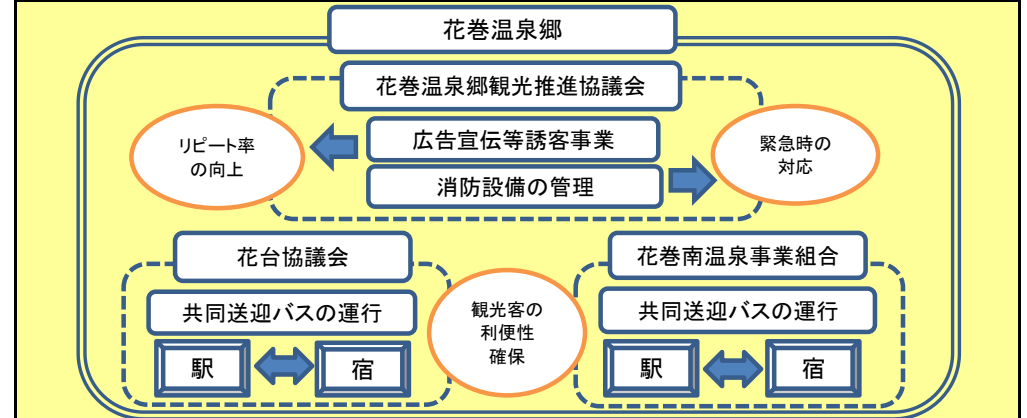 花巻温泉郷
花巻温泉郷観光推進協議会
リピート率
の向上
広告宣伝等誘客事業
消防設備の管理
緊急時の
対応
花台協議会
共同送迎バスの運行
駅
宿
観光客の
利便性
確保
花巻南温泉事業組合
共同送迎バスの運行
駅
宿